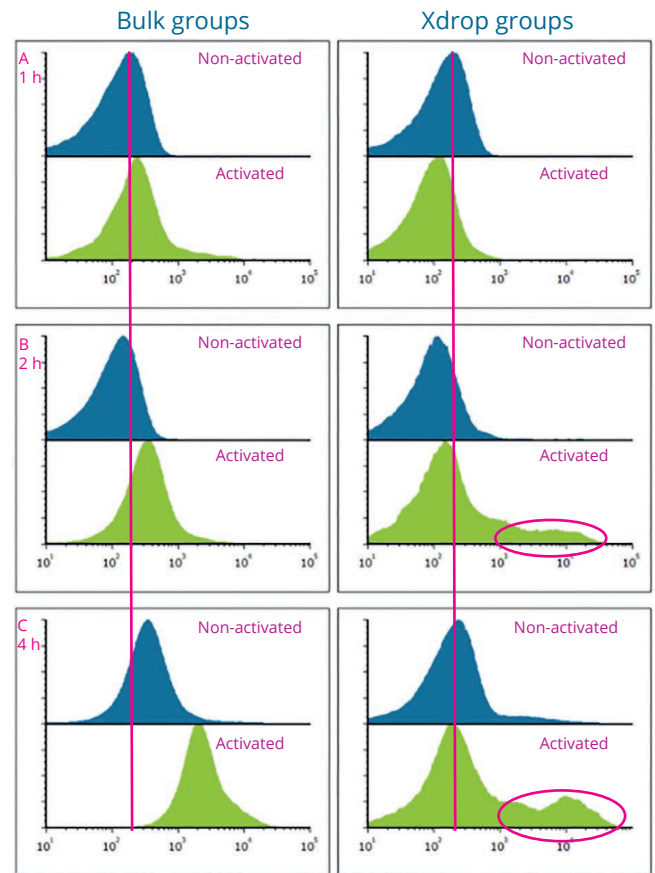 Bulk groups
Xdrop groups
A
1 h
Non-activated
Activated
10² 10³ 10⁴ 10⁵
Non-activated
Activated
10¹ 10² 10³ 10⁴ 10⁵
B
2 h
Non-activated
Activated
10¹ 10² 10³ 10⁴ 10⁵
Non-activated
Activated
10¹ 10² 10³ 10⁴ 10⁵
C
4 h
Non-activated
Activated
10¹ 10² 10³ 10⁴ 10⁵
Non-activated
Activated
10¹ 10² 10³ 10⁴ 10⁵